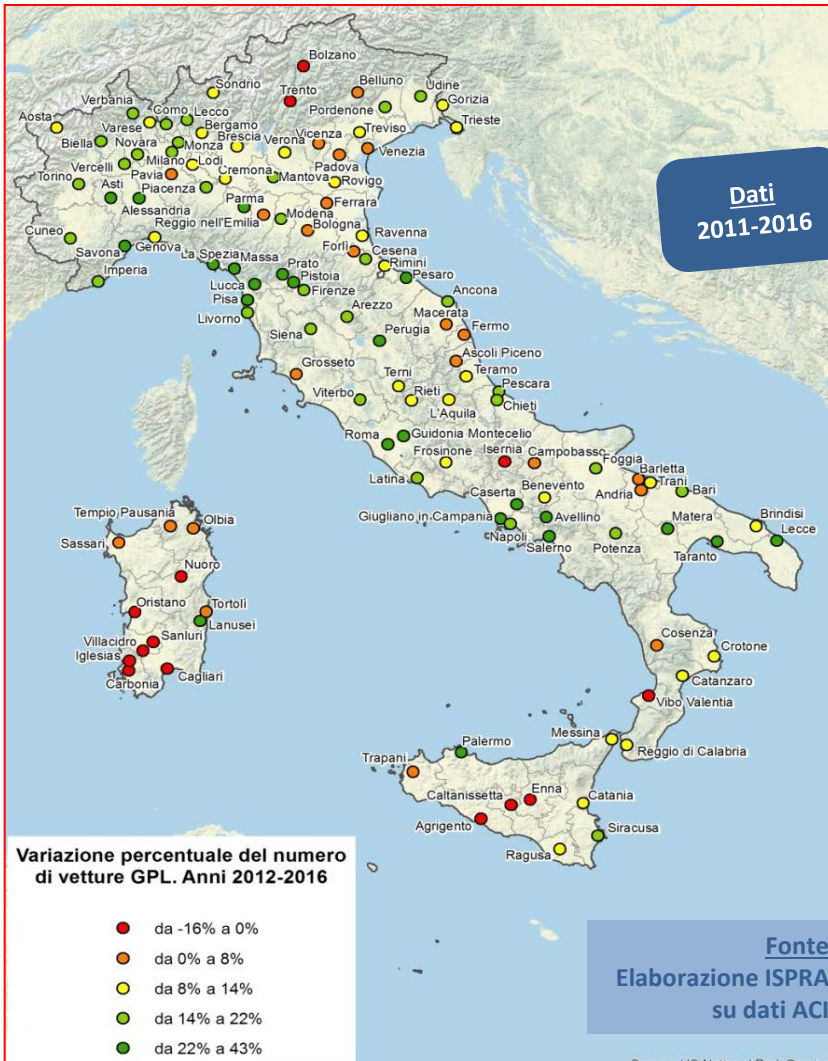 Bolzano
Sondrio
Belluno
Udine
Trento
Verbania
Como
Lecco
Pordenone
Gorizia
Aosta
Varese
Bergamo
Vicenza
Treviso
Trieste
Biella
Novara
Brescia
Verona
Monza
Venezia
Vercelli
Milano
Lodi
Padova
Torino
Pavia
Cremona
Mantova
Rovigo
Asti
Piacenza
Parma
Ferrara
Alessandria
Modena
Reggio nell'Emilia
Bologna
Cuneo
Ravenna
Savona
Genova
Forlì
La Spezia
Massa
Prato
Cesena
Imperia
Pistoia
Rimini
Lucca
Pesaro
Pisa
Firenze
Livorno
Arezzo
Ancona
Macerata
Siena
Perugia
Fermo
Grosseto
Ascoli Piceno
Terni
Teramo
Viterbo
Rieti
Pescara
L'Aquila
Chieti
Roma
Guidonia Montecelio
Isernia
Frosinone
Campobasso
Foggia
Barletta
Latina
Benevento
Trani
Caserta
Andria
Bari
Tempio Pausania
Olbia
Giugliano in Campania
Avellino
Matera
Brindisi
Sassari
Napoli
Lecce
Salerno
Potenza
Taranto
Nuoro
Oristano
Tortolì
Lanusei
Villacidro
Sanluri
Cosenza
Iglesias
Crotone
Carbonia
Cagliari
Catanzaro
Vibo Valentia
Messina
Palermo
Reggio di Calabria
Trapani
Enna
Caltanissetta
Catania
Agrigento
Siracusa
Ragusa
Dati
2011-2016
Variazione percentuale del numero
di vetture GPL. Anni 2012-2016
da -16% a 0%
da 0% a 8%
da 8% a 14%
da 14% a 22%
da 22% a 43%
Fonte
Elaborazione ISPRA
su dati ACI